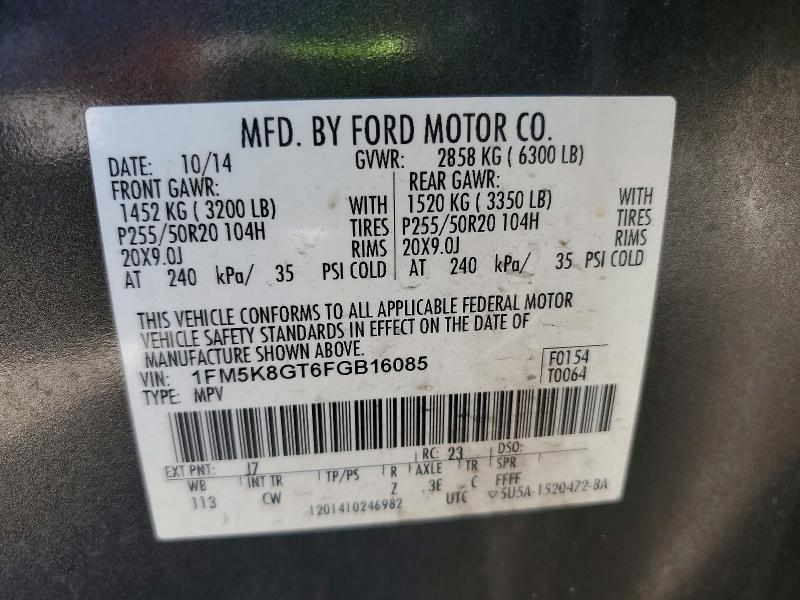 MFD. BY FORD MOTOR CO.
DATE: 10/14 GVWR: 2858 KG ( 6300 LB)
FRONT GAWR: REAR GAWR:
1452 KG ( 3200 LB) WITH 1520 KG ( 3350 LB) WITH
P255/50R20 104H TIRES P255/50R20 104H TIRES
20X9.0J RIMS 20X9.0J RIMS
AT 240 kPa/ 35 PSI COLD AT 240 kPa/ 35 PSI COLD
THIS VEHICLE CONFORMS TO ALL APPLICABLE FEDERAL MOTOR
VEHICLE SAFETY STANDARDS IN EFFECT ON THE DATE OF
MANUFACTURE SHOWN ABOVE.
VIN: 1FM5K8GT6FGB16085 F0154
TYPE: MPV T0064
EXT PNT: J7 RC: 23 DSO:
WB INT TR TP/PS R AXLE TR SPR
113 CW Z 3E C FFFF
1201410246982 UTC 5U5A-1520472-BA